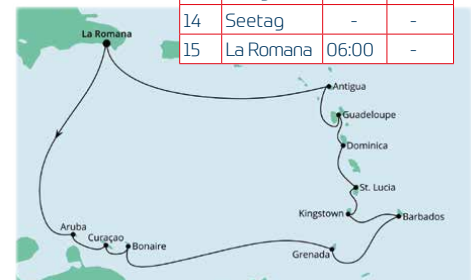 14 Seetag - -
15 La Romana 06:00 -
La Romana
Antigua
Guadeloupe
Dominica
St. Lucia
Kingstown
Barbados
Aruba
Curaçao
Bonaire
Grenada